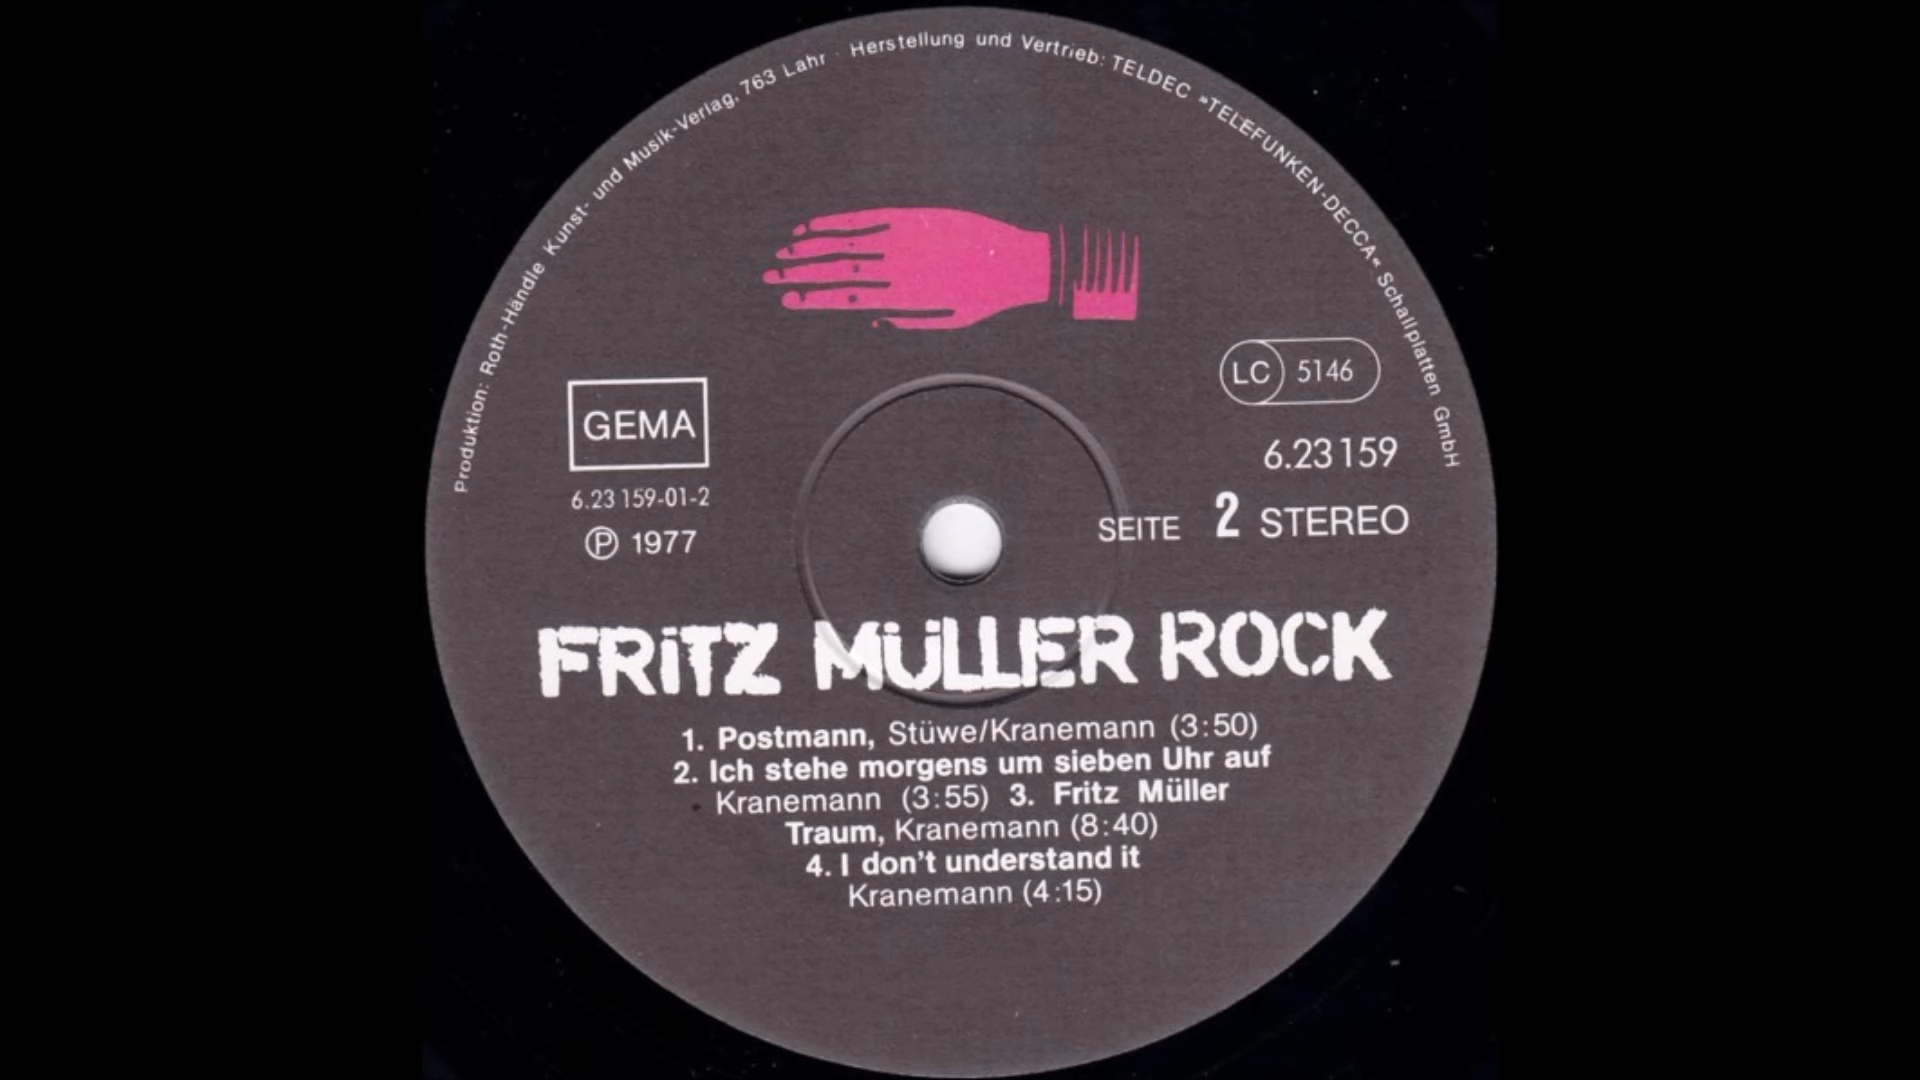 Produktion: Roth-Händle Kunst- und Musik-Verlag, 763 Lahr · Herstellung und Vertrieb: TELDEC »TELEFUNKEN-DECCA« Schallplatten GmbH
LC 5146
GEMA
6.23 159
6.23 159-01-2
SEITE 2 STEREO
Ⓟ 1977
FRiTZ MÜLLER ROCK
1. Postmann, Stüwe/Kranemann (3:50)
2. Ich stehe morgens um sieben Uhr auf
Kranemann (3:55) 3. Fritz Müller
Traum, Kranemann (8:40)
4. I don't understand it
Kranemann (4:15)